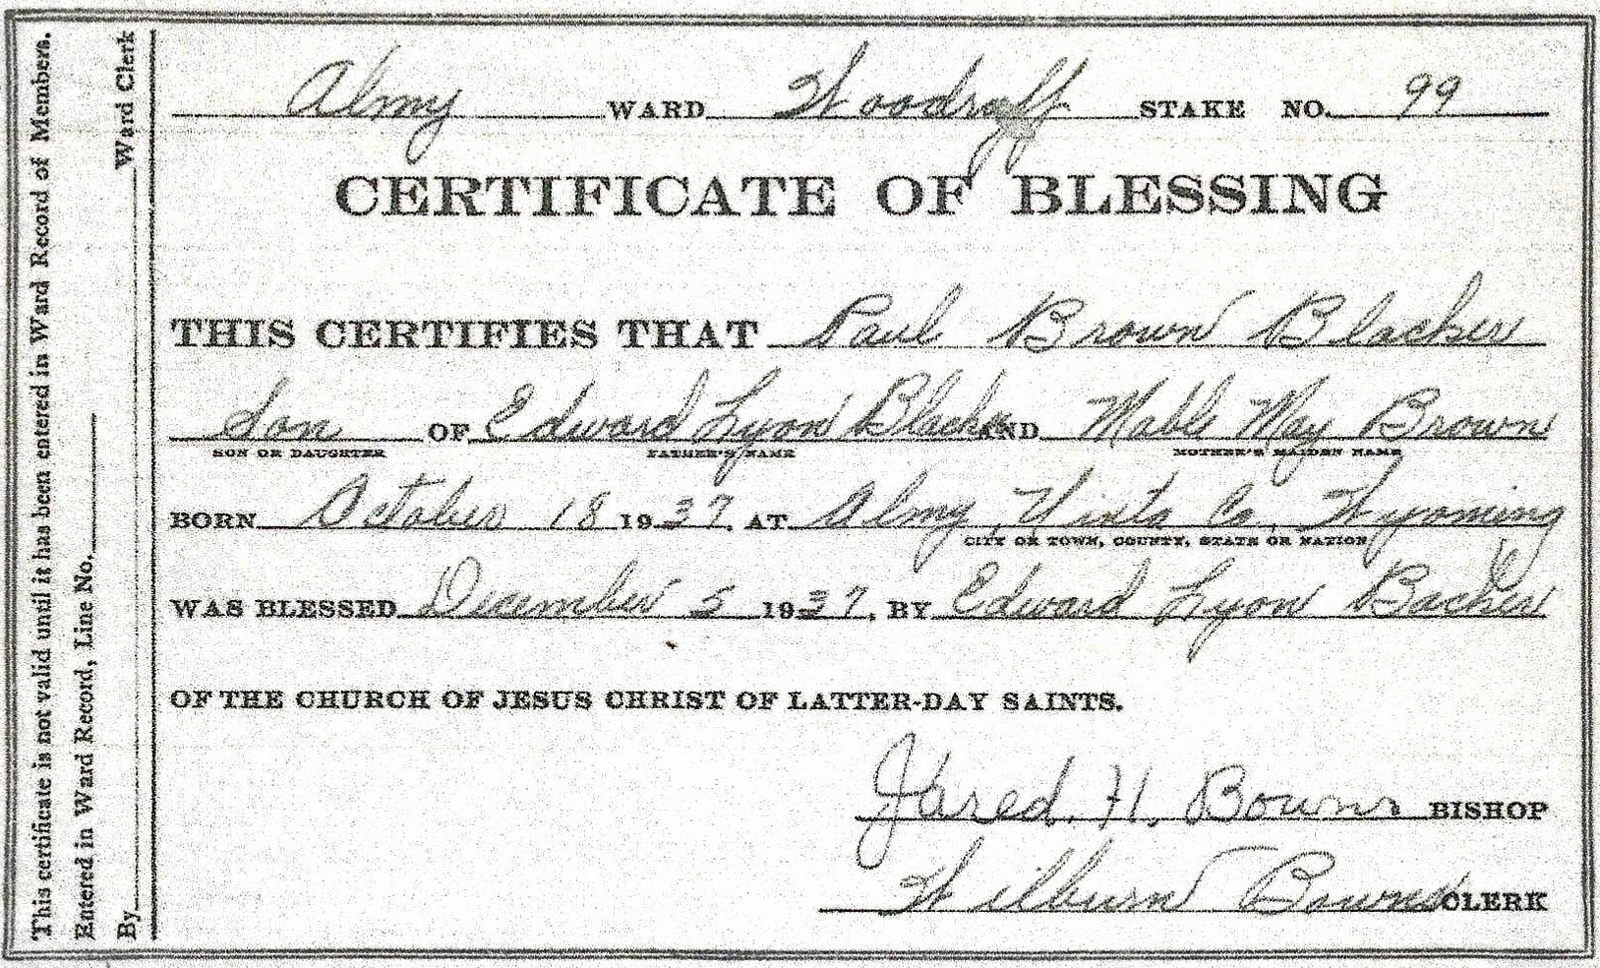 Almy WARD Woodruff STAKE NO. 99
CERTIFICATE OF BLESSING
THIS CERTIFIES THAT Paul Brown Blacker
Son OF Edward Lyon Blacker AND Mable May Brown
SON OR DAUGHTER FATHER'S NAME MOTHER'S MAIDEN NAME
BORN October 18 1937, AT Almy, Uinta Co, Wyoming
CITY OR TOWN, COUNTY, STATE OR NATION
WAS BLESSED December 5 1937, BY Edward Lyon Backer
OF THE CHURCH OF JESUS CHRIST OF LATTER-DAY SAINTS.
Jared. H. Bowns BISHOP
Wilburn Bowns CLERK
This certificate is not valid until it has been entered in Ward Record of Members.
Entered in Ward Record, Line No.
By Ward Clerk